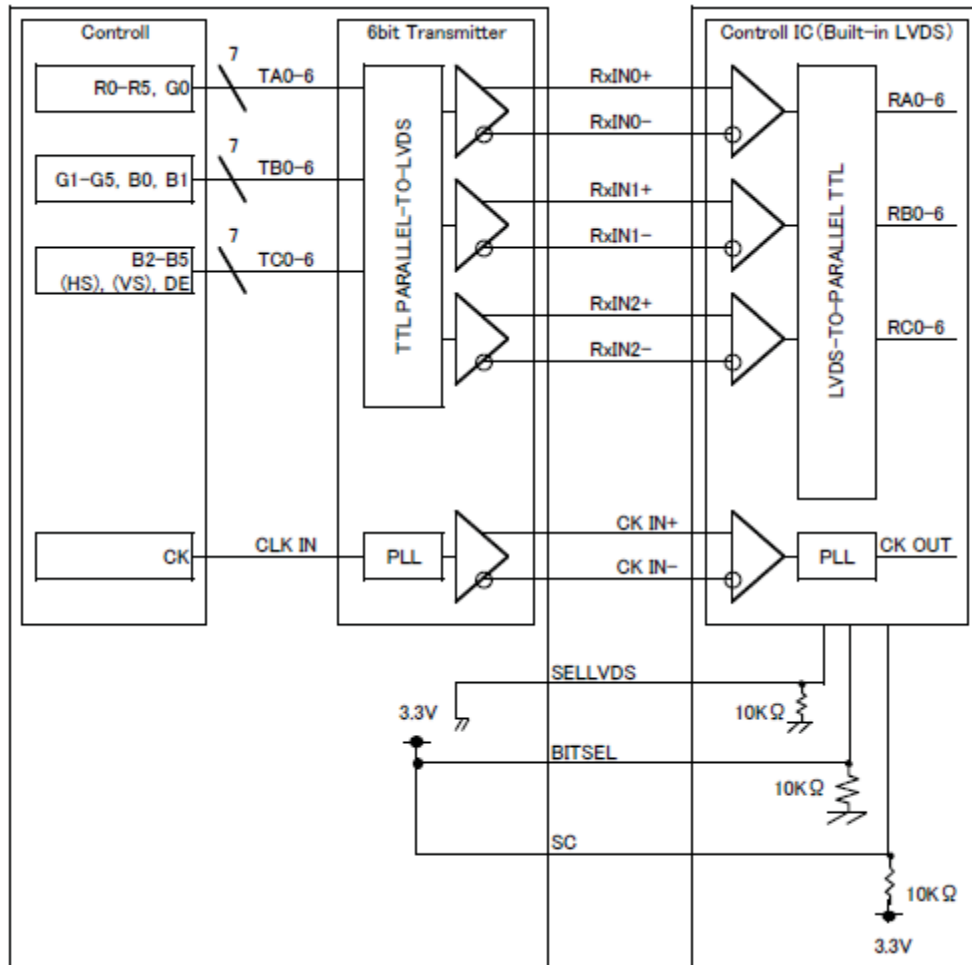 Controll
6bit Transmitter
Controll IC(Built-in LVDS)
R0-R5, G0
7
TA0-6
RxIN0+
RxIN0-
RA0-6
G1-G5, B0, B1
7
TB0-6
RxIN1+
RxIN1-
RB0-6
B2-B5
(HS), (VS), DE
7
TC0-6
RxIN2+
RxIN2-
RC0-6
TTL PARALLEL-TO-LVDS
LVDS-TO-PARALLEL TTL
CK
CLK IN
PLL
CK IN+
CK IN-
PLL
CK OUT
SELLVDS
10KΩ
3.3V
BITSEL
10KΩ
SC
10KΩ
3.3V